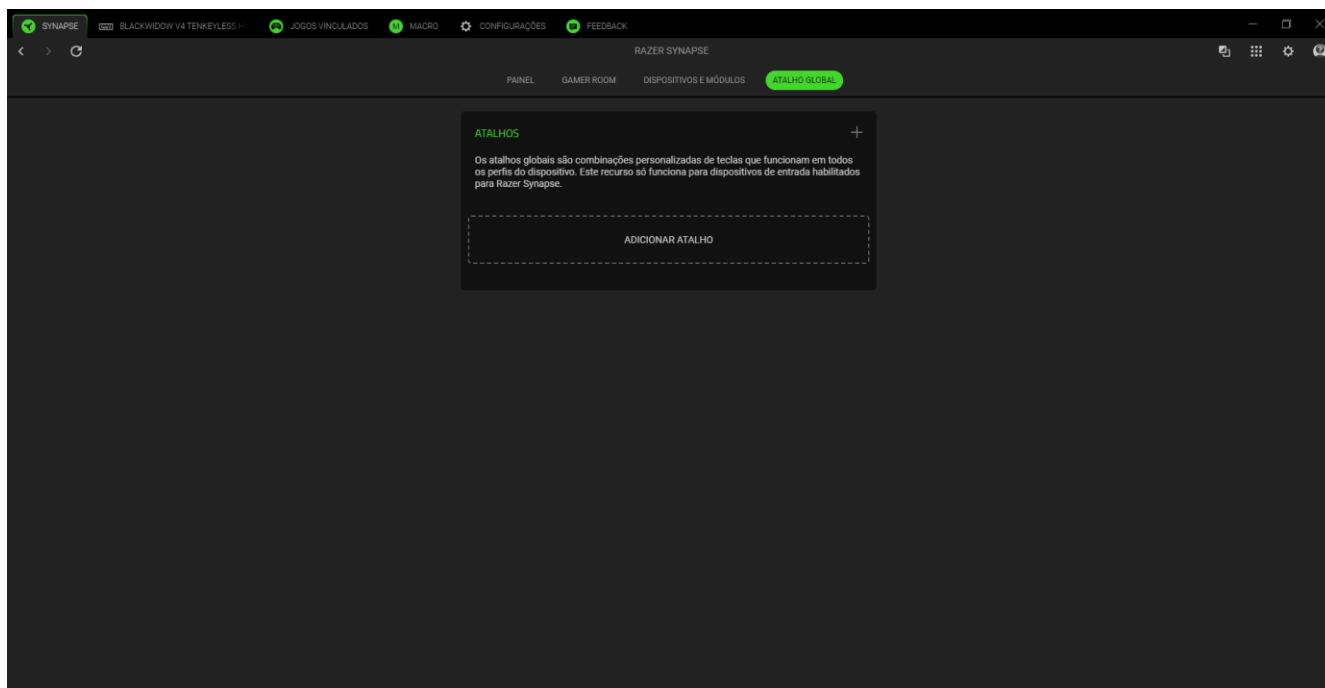 SYNAPSE BLACKWIDOW V4 TENKEYLESS H JOGOS VINCULADOS M MACRO CONFIGURAÇÕES FEEDBACK
RAZER SYNAPSE
PAINEL GAMER ROOM DISPOSITIVOS E MÓDULOS ATALHO GLOBAL
ATALHOS
Os atalhos globais são combinações personalizadas de teclas que funcionam em todos
os perfis do dispositivo. Este recurso só funciona para dispositivos de entrada habilitados
para Razer Synapse.
ADICIONAR ATALHO